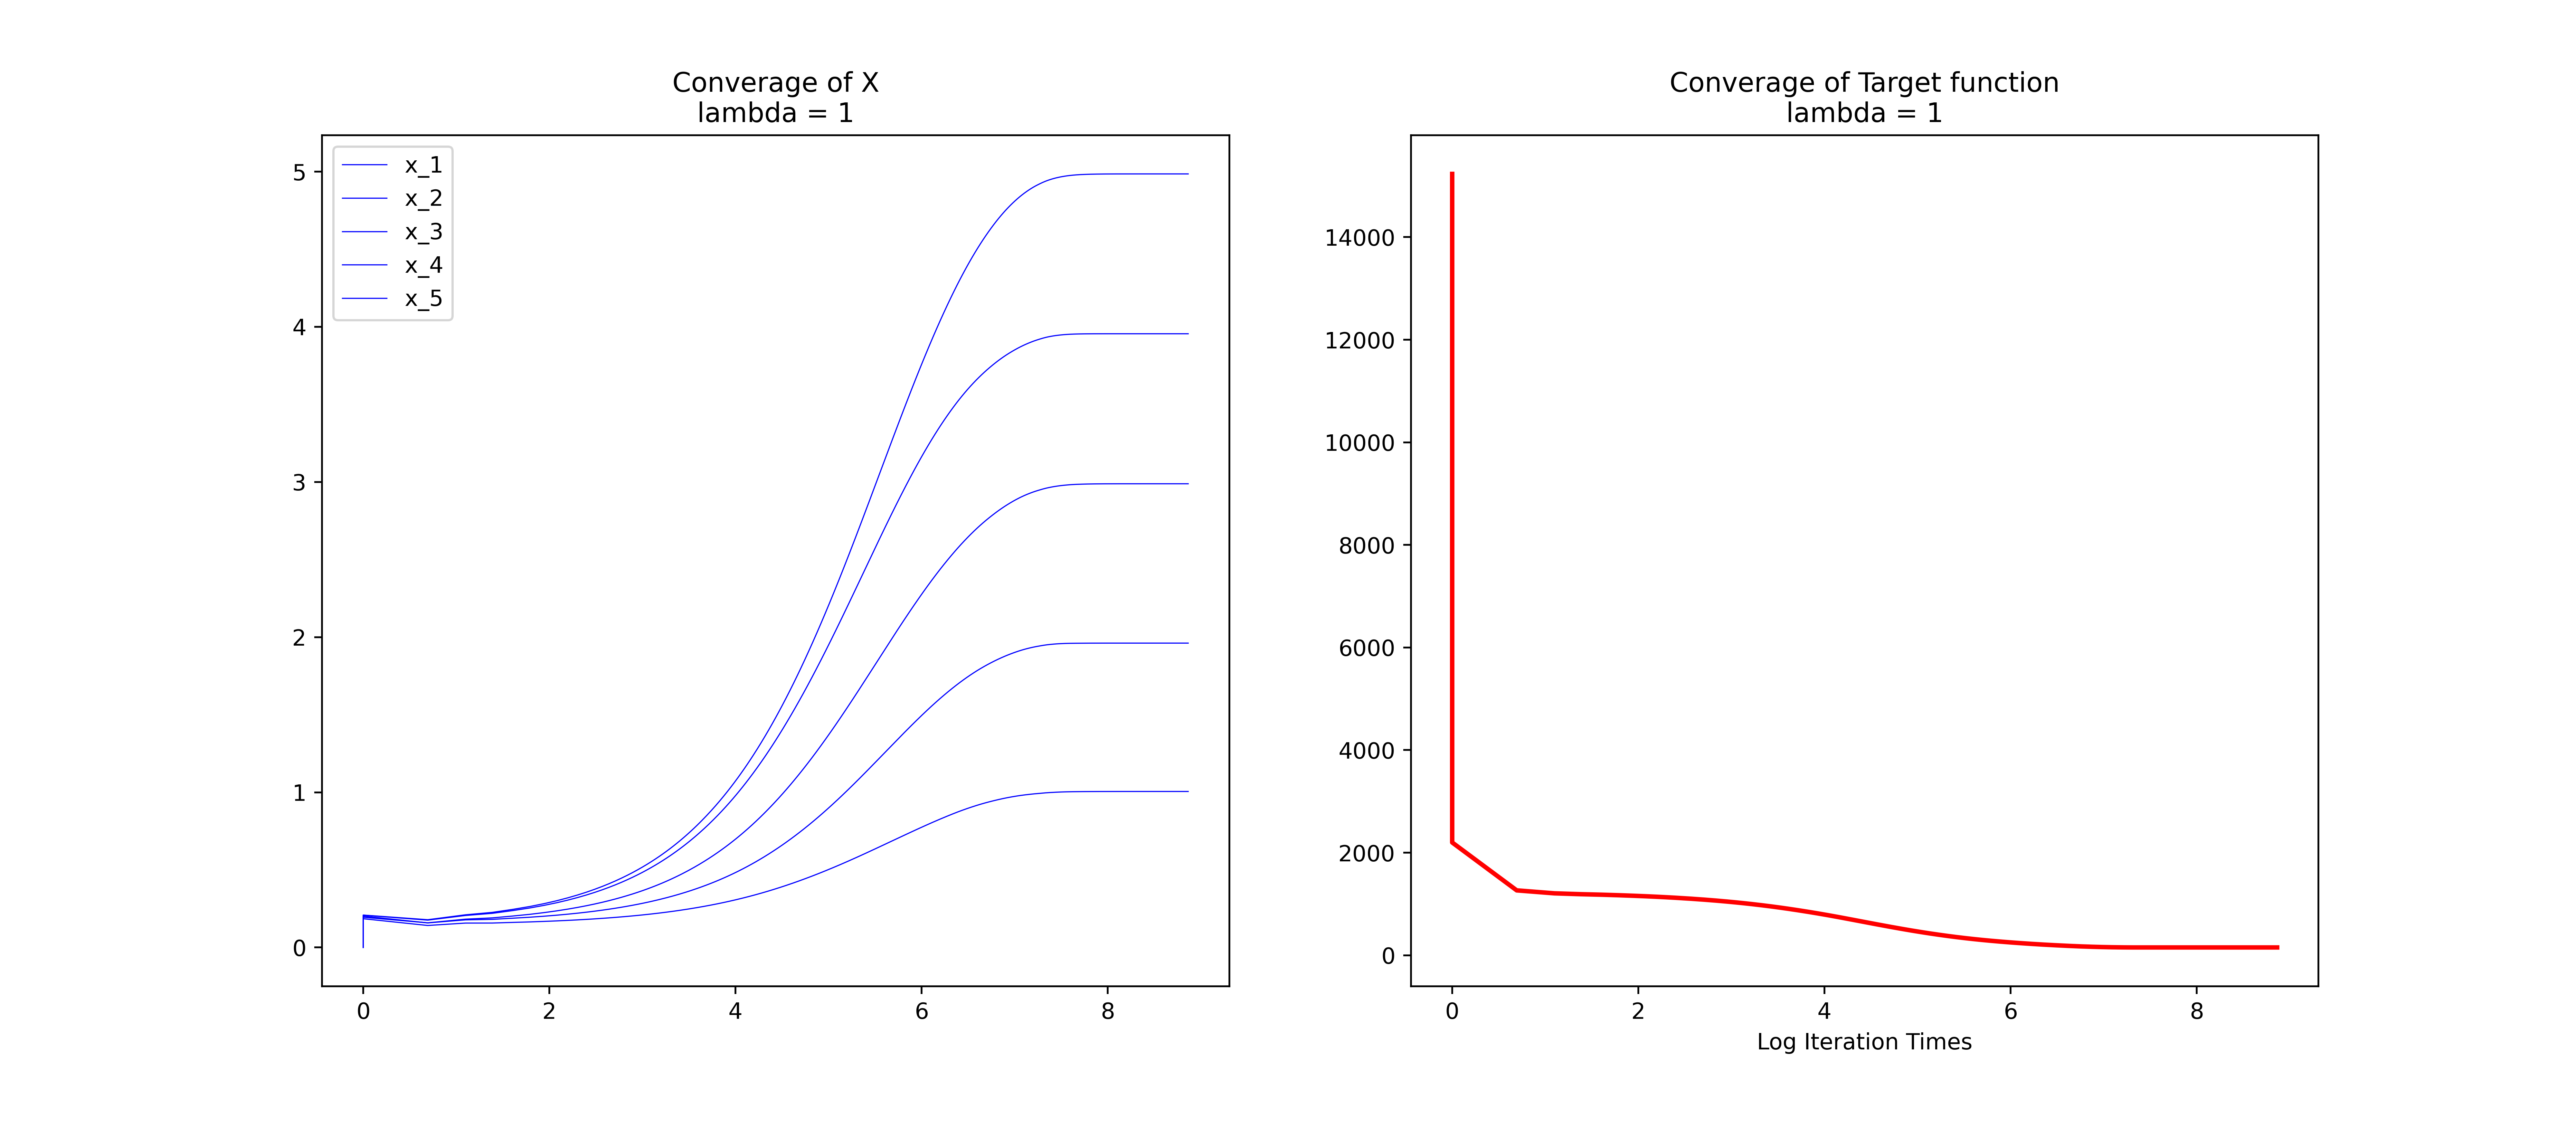 Converage of X
lambda = 1
5
4
3
2
1
0
x_1
x_2
x_3
x_4
x_5
0 2 4 6 8
Converage of Target function
lambda = 1
14000
12000
10000
8000
6000
4000
2000
0
0 2 4 6 8
Log Iteration Times